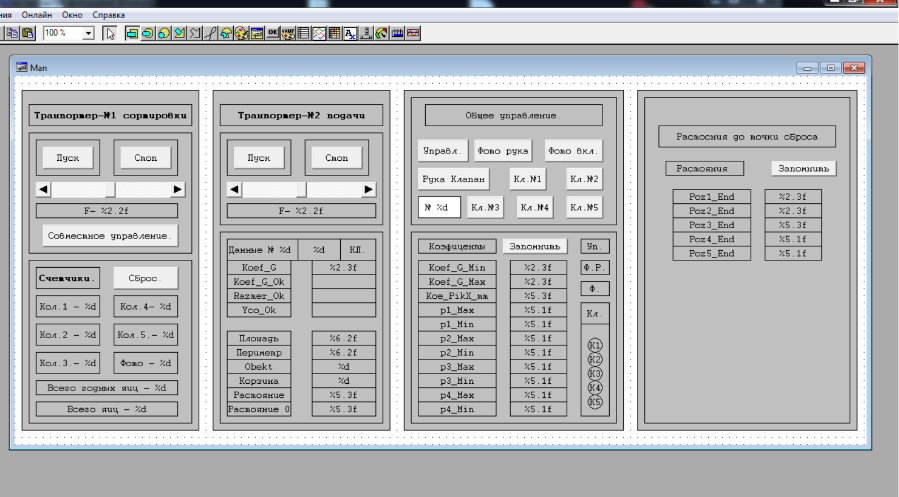 ния Онлайн Окно Справка
100 %
Man
Транпортер-№1 сортировки
Пуск Стоп
F- %2.2f
Совместное управление.
Счетчики. Сброс.
Кол.1 - %d Кол.4- %d
Кол.2 - %d Кол.5.- %d
Кол.3.- %d Фото - %d
Всего годных яиц - %d
Всего яиц - %d
Транпортер-№2 подачи
Пуск Стоп
F- %2.2f
Данные № %d %d КЛ.
Koef_G %2.3f
Koef_G_Ok
Razmer_Ok
Yco_Ok
Площадь %6.2f
Периметр %6.2f
Obekt %d
Корзина %d
Растояние %5.3f
Растояние 0 %5.3f
Общее управление.
Управл. Фото рука Фото вкл.
Рука Клапан Кл.№1 Кл.№2
№ %d Кл.№3 Кл.№4 Кл.№5
Коэфиценты Запомнить Уп.
Koef_G_Min %2.3f Ф.Р.
Koef_G_Max %2.3f
Koe_PikX_mm %5.3f Ф.
p1_Max %5.1f Кл.
p1_Min %5.1f
p2_Max %5.1f
p2_Min %5.1f К1
p3_Max %5.1f К2
p3_Min %5.1f К3
p4_Max %5.1f К4
p4_Min %5.1f К5
Растосния до точки сброса
Растояния Запомнить
Poz1_End %2.3f
Poz2_End %2.3f
Poz3_End %5.3f
Poz4_End %5.1f
Poz5_End %5.1f